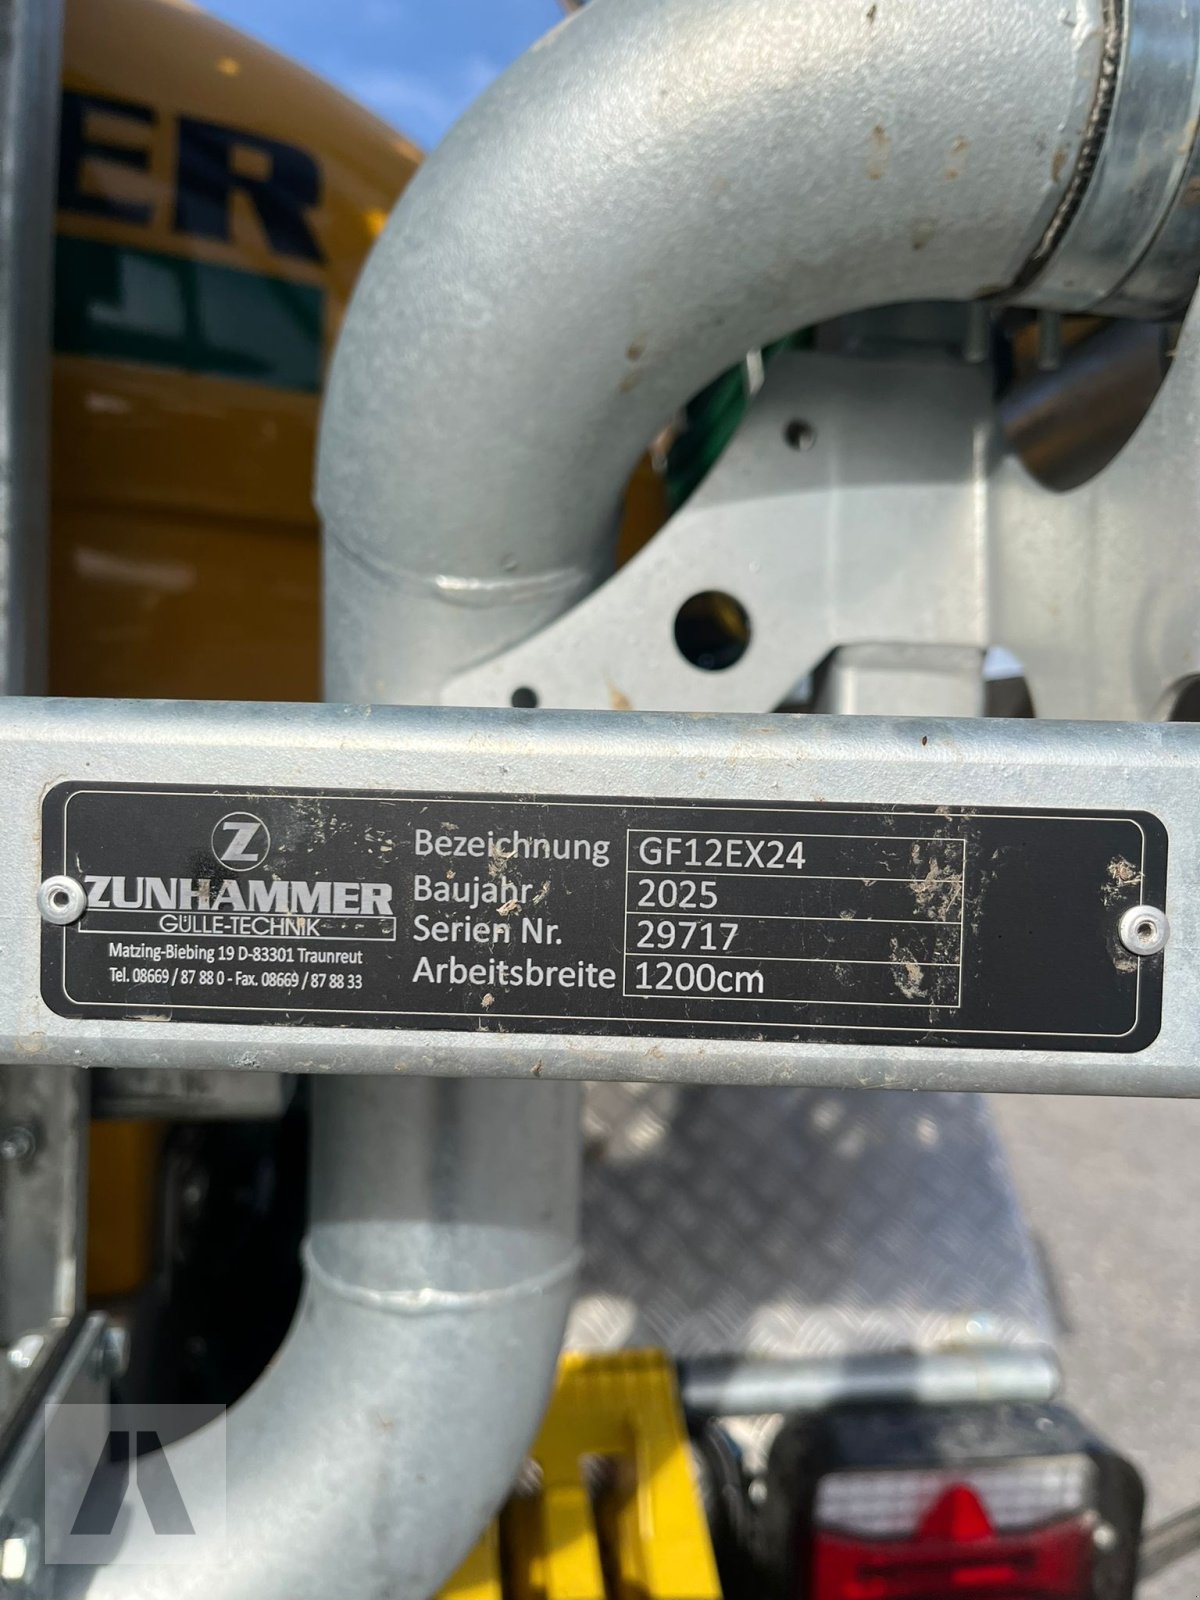 ER
Z
ZUNHAMMER
GÜLLE-TECHNIK
Matzing-Biebing 19 D-83301 Traunreut
Tel. 08669 / 87 88 0 - Fax. 08669 / 87 88 33
Bezeichnung GF12EX24
Baujahr 2025
Serien Nr. 29717
Arbeitsbreite 1200cm